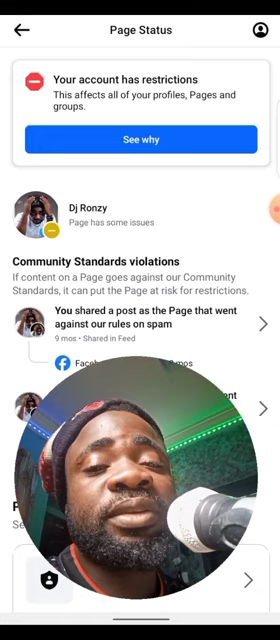 Page Status
Your account has restrictions
This affects all of your profiles, Pages and
groups.
See why
Dj Ronzy
Page has some issues
Community Standards violations
If content on a Page goes against our Community
Standards, it can put the Page at risk for restrictions.
You shared a post as the Page that went
against our rules on spam
9 mos • Shared in Feed
mos